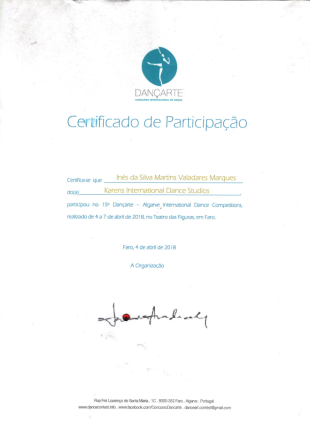 DANÇARTE
CONCURSO INTERNACIONAL DE DANÇA
Certificado de Participação
Certifica-se que Inês da Silva Martins Valadares Marques
da(o) Karens International Dance Studios,
participou no 15º Dançarte – Algarve International Dance Competitions,
realizado de 4 a 7 de abril de 2018, no Teatro das Figuras, em Faro.
Faro, 4 de abril de 2018
A Organização
Rua Frei Lourenço de Santa Maria,
8000-352 Faro . Algarve . Portugal
www.dancecontest.info . www.facebook.com/ConcursoDancarte . danceart.contest@gmail.com